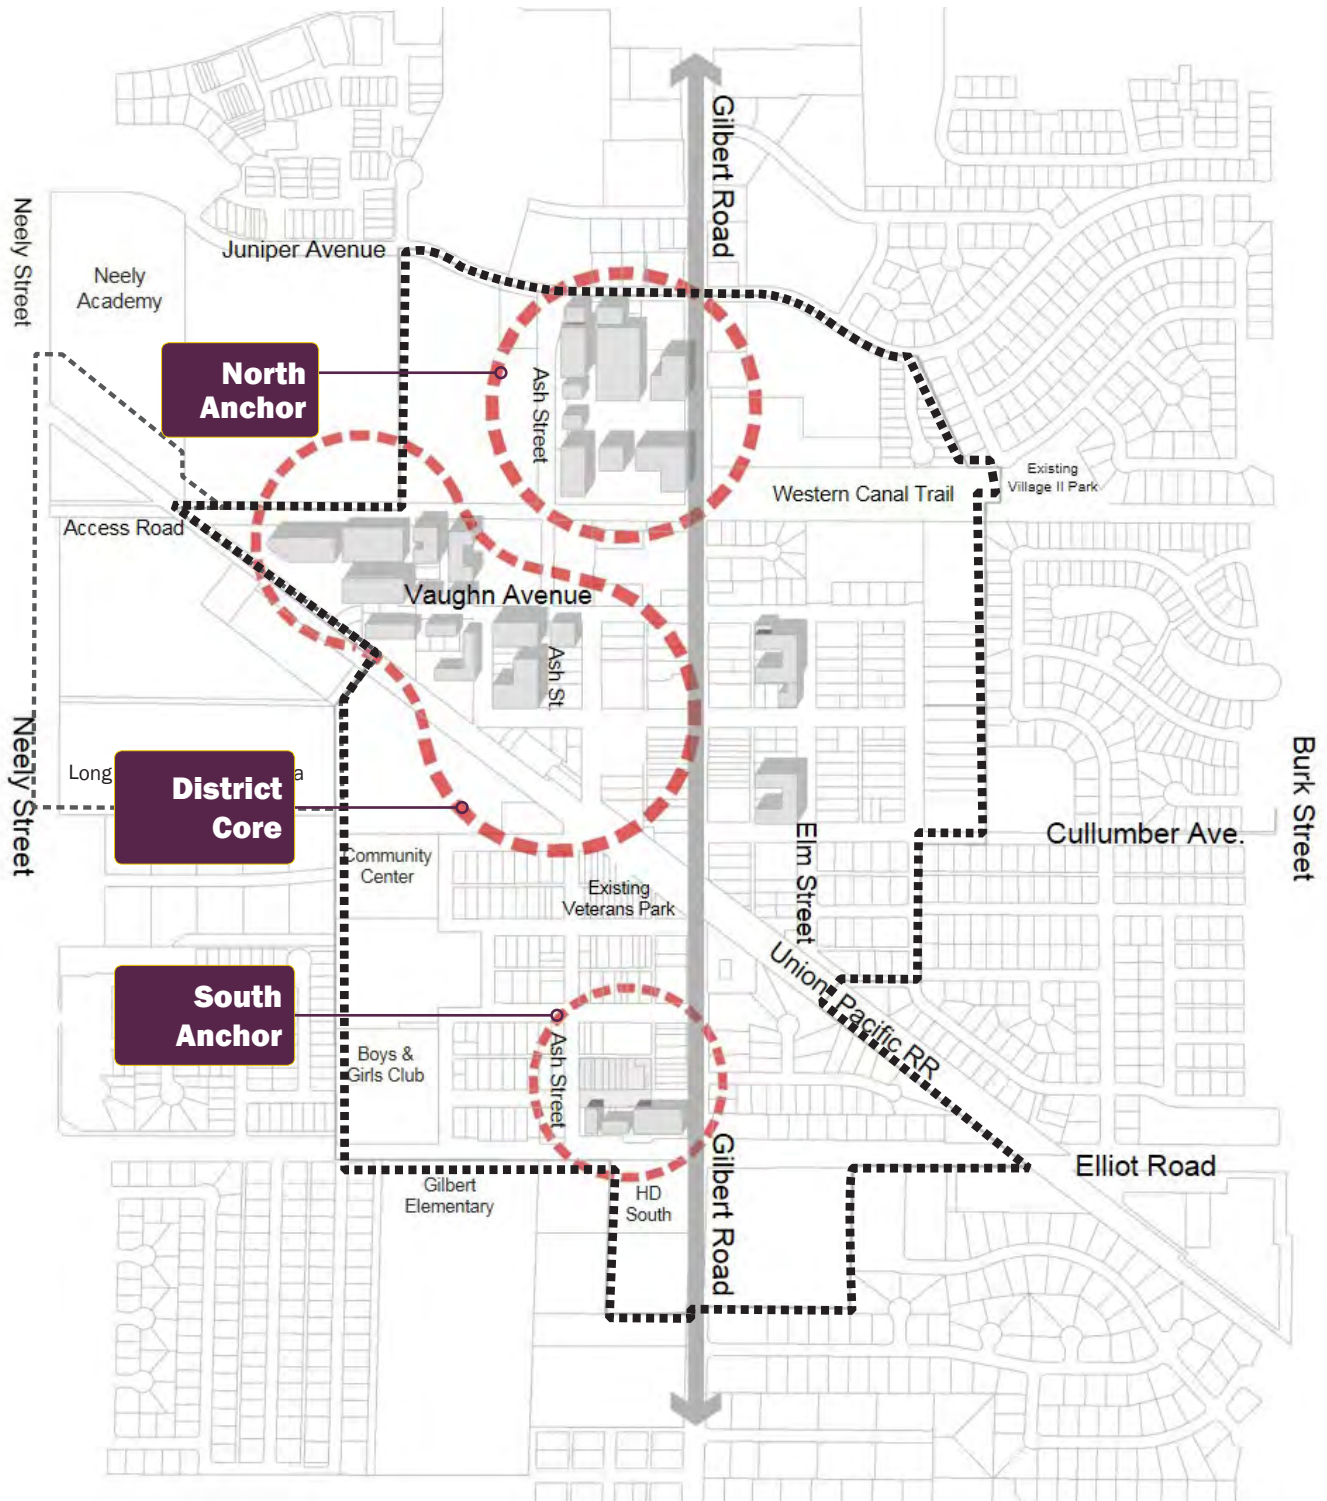 Gilbert Road
Neely Street
Juniper Avenue
Neely
Academy
North
Anchor
Ash Street
Existing
Village II Park
Western Canal Trail
Access Road
Vaughn Avenue
Ash St.
Neely Street
Long
a
District
Core
Burk Street
Cullumber Ave.
Elm Street
Community
Center
Existing
Veterans Park
Union Pacific RR
South
Anchor
Ash Street
Boys &
Girls Club
Gilbert Road
Elliot Road
Gilbert
Elementary
HD
South